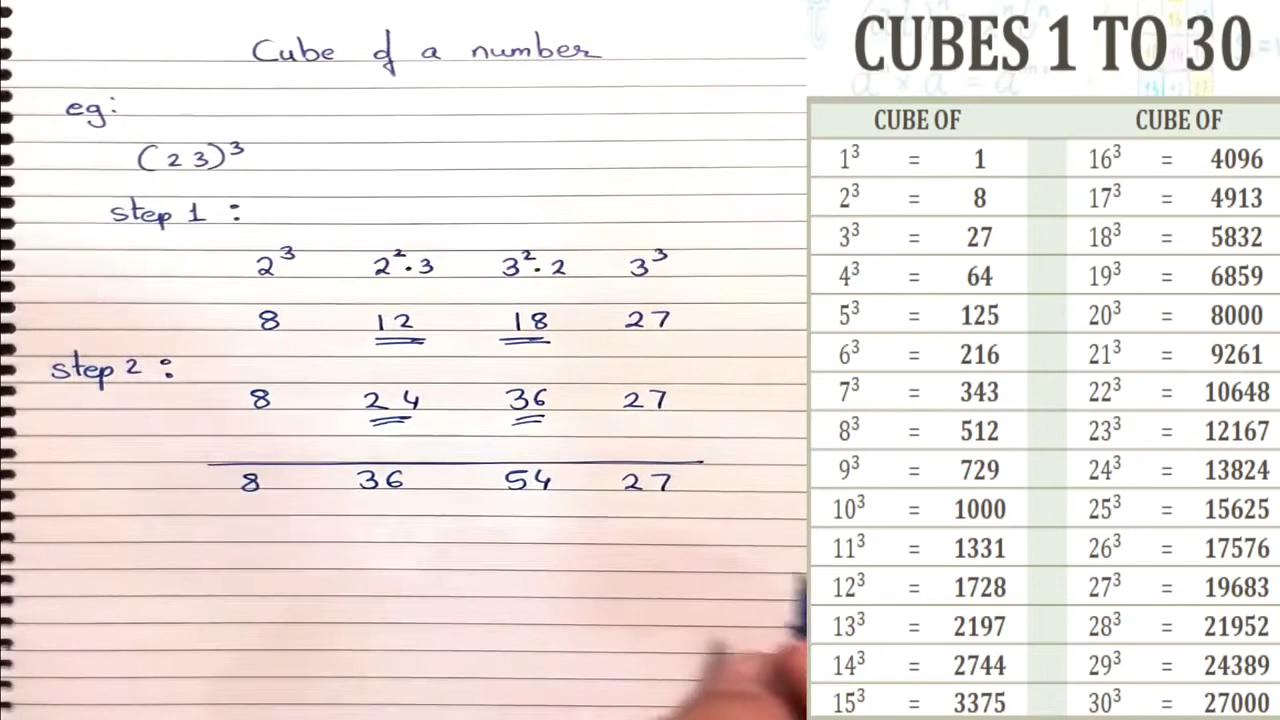 Cube of a number
eg:
(23)³
step 1 :
2³ 2²·3 3²·2 3³
8 12 18 27
step 2 :
8 24 36 27
8 36 54 27
CUBES 1 TO 30
CUBE OF CUBE OF
1³ = 1 16³ = 4096
2³ = 8 17³ = 4913
3³ = 27 18³ = 5832
4³ = 64 19³ = 6859
5³ = 125 20³ = 8000
6³ = 216 21³ = 9261
7³ = 343 22³ = 10648
8³ = 512 23³ = 12167
9³ = 729 24³ = 13824
10³ = 1000 25³ = 15625
11³ = 1331 26³ = 17576
12³ = 1728 27³ = 19683
13³ = 2197 28³ = 21952
14³ = 2744 29³ = 24389
15³ = 3375 30³ = 27000